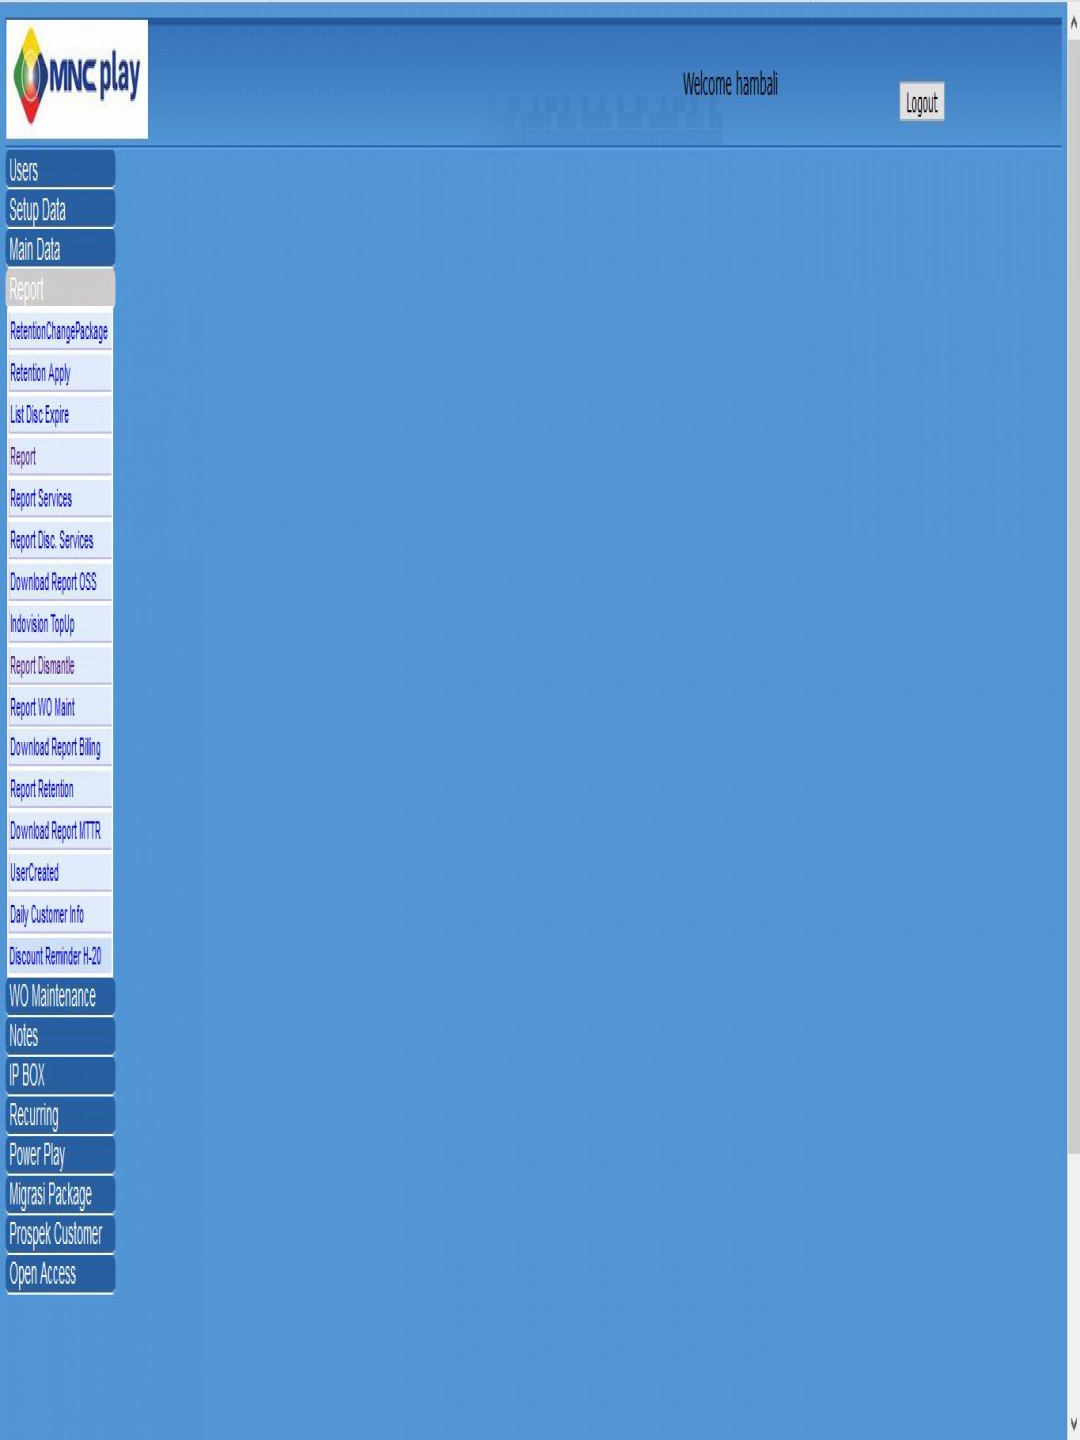 MNC play
Welcome hambali
Logout
Users
Setup Data
Main Data
Report
RetentionChangePackage
Retention Apply
List Disc Expire
Report
Report Services
Report Disc. Services
Download Report OSS
Indovision TopUp
Report Dismantle
Report WO Maint
Download Report Billing
Report Retention
Download Report MTTR
UserCreated
Daily Customer Info
Discount Reminder H-20
WO Maintenance
Notes
IP BOX
Recurring
Power Play
Migrasi Package
Prospek Customer
Open Access